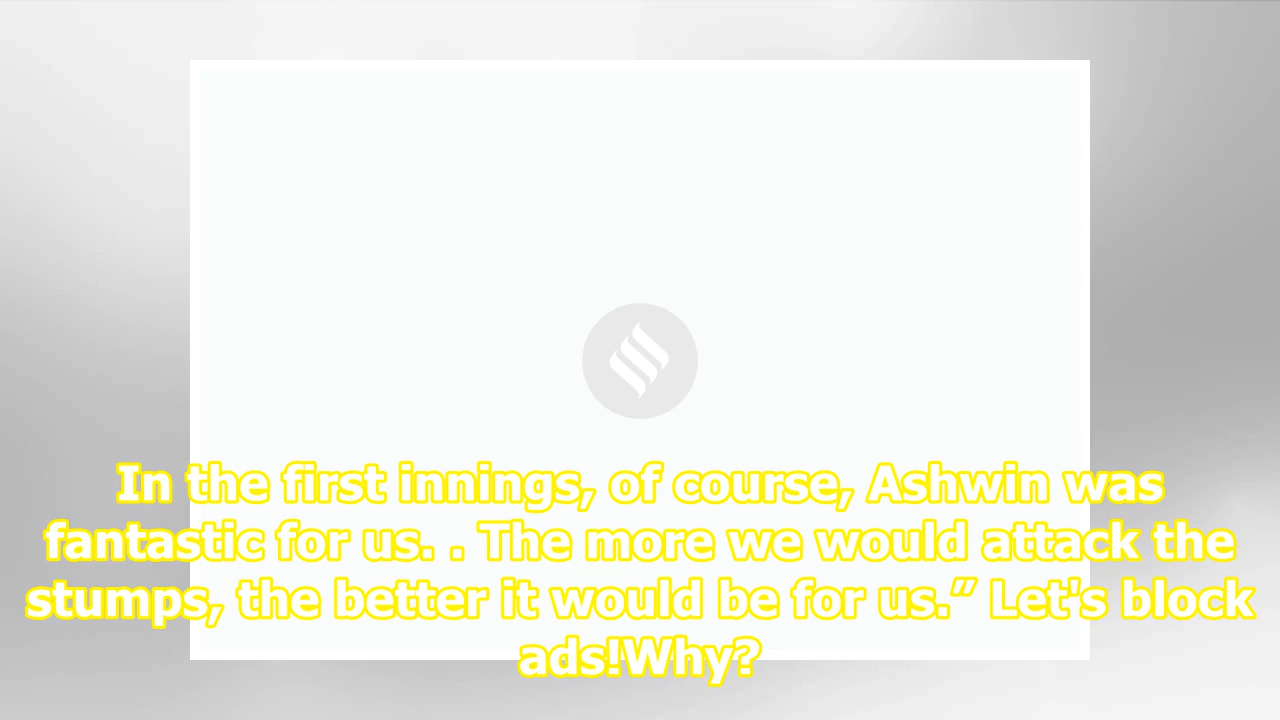 In the first innings, of course, Ashwin was
fantastic for us. . The more we would attack the
stumps, the better it would be for us.” Let's block
ads!Why?